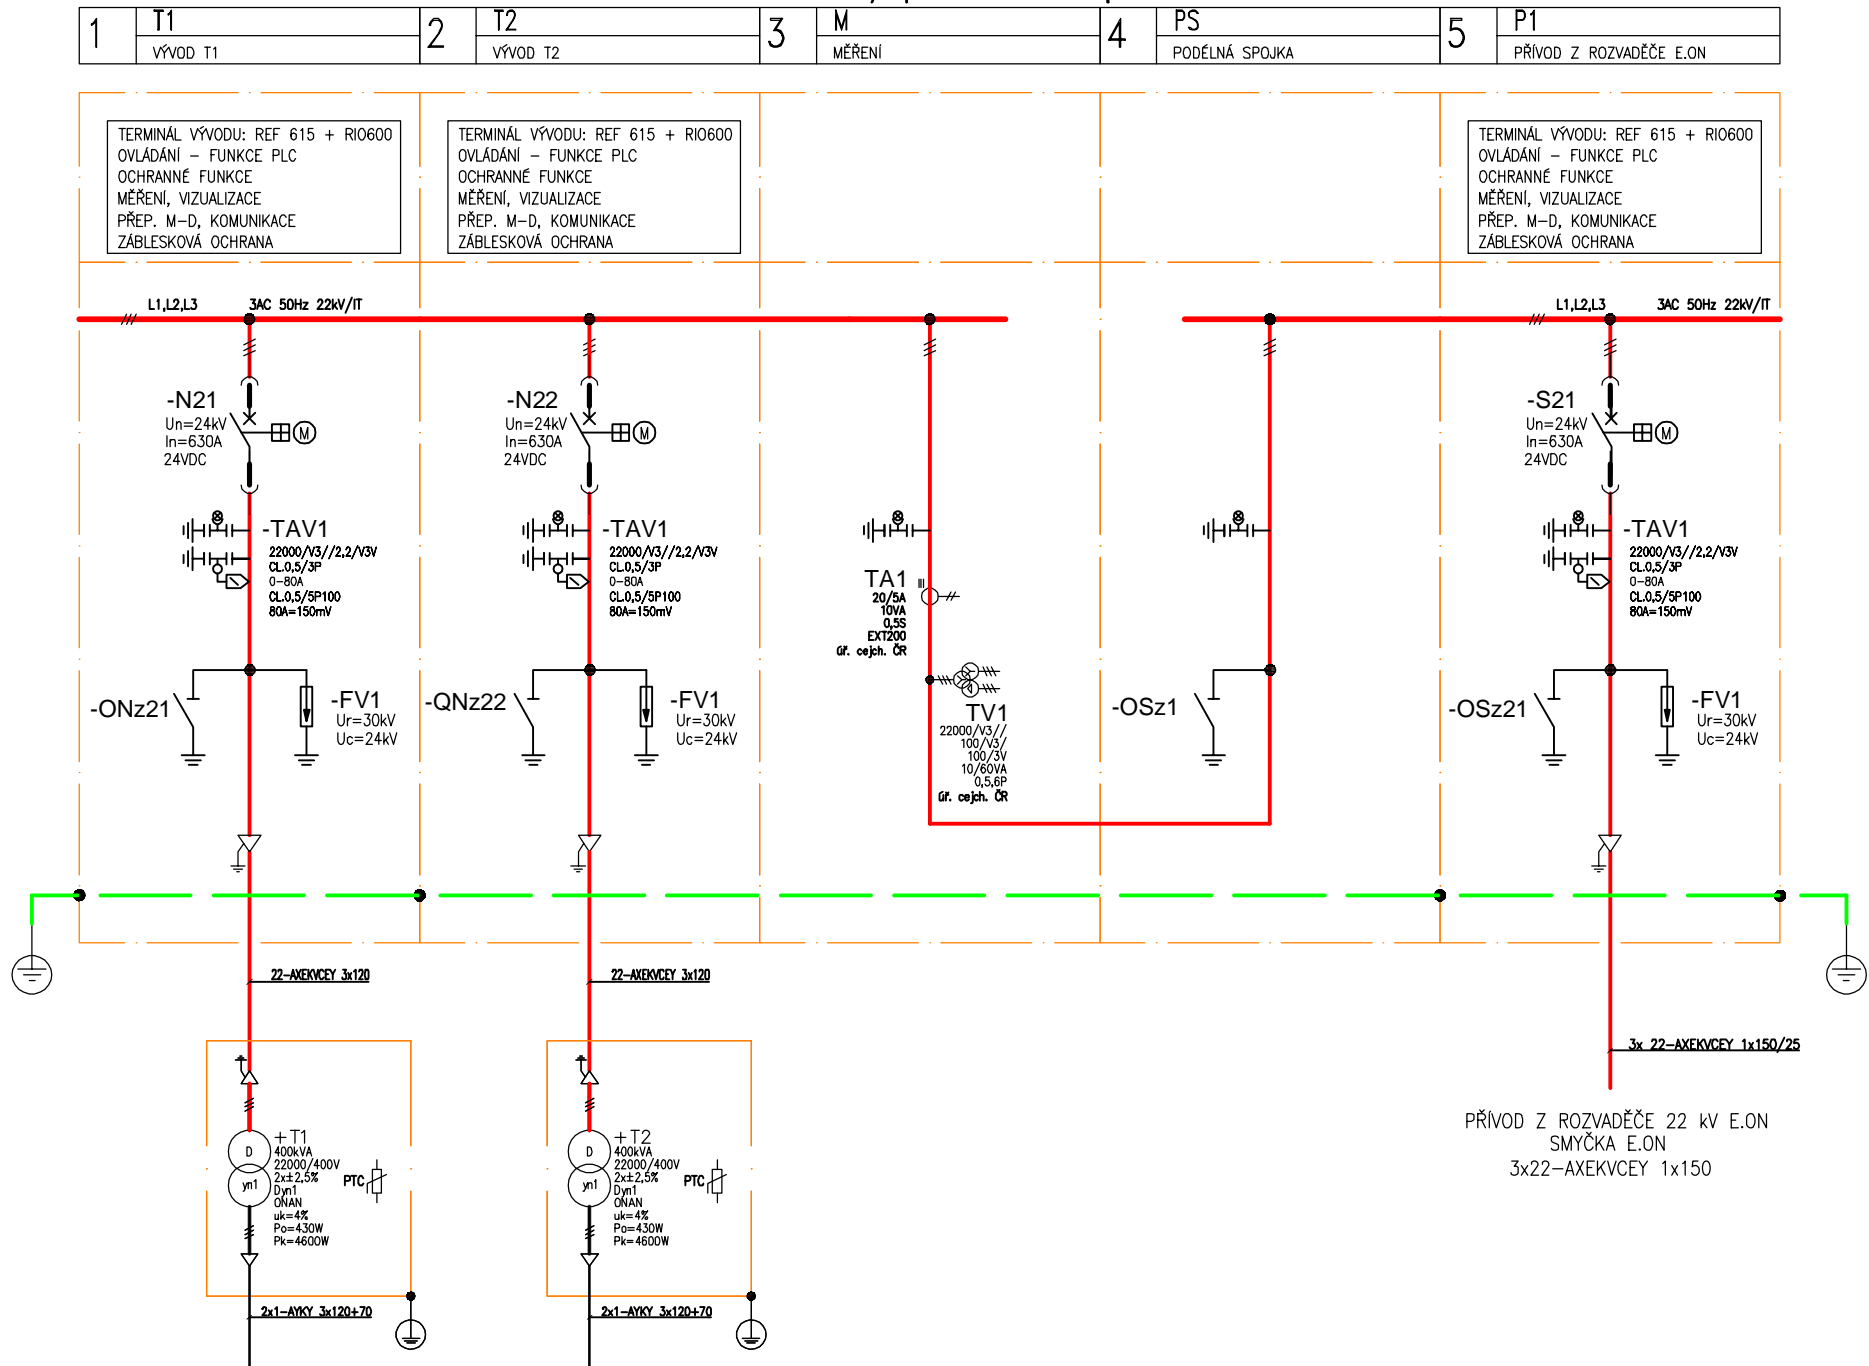 1
T1
VÝVOD T1
2
T2
VÝVOD T2
3
M
MĚŘENÍ
4
PS
PODÉLNÁ SPOJKA
5
P1
PŘÍVOD Z ROZVADĚČE E.ON
TERMINÁL VÝVODU: REF 615 + RIO600
OVLÁDÁNÍ – FUNKCE PLC
OCHRANNÉ FUNKCE
MĚŘENÍ, VIZUALIZACE
PŘEP. M–D, KOMUNIKACE
ZÁBLESKOVÁ OCHRANA
TERMINÁL VÝVODU: REF 615 + RIO600
OVLÁDÁNÍ – FUNKCE PLC
OCHRANNÉ FUNKCE
MĚŘENÍ, VIZUALIZACE
PŘEP. M–D, KOMUNIKACE
ZÁBLESKOVÁ OCHRANA
TERMINÁL VÝVODU: REF 615 + RIO600
OVLÁDÁNÍ – FUNKCE PLC
OCHRANNÉ FUNKCE
MĚŘENÍ, VIZUALIZACE
PŘEP. M–D, KOMUNIKACE
ZÁBLESKOVÁ OCHRANA
L1,L2,L3
3AC 50Hz 22kV/IT
L1,L2,L3
3AC 50Hz 22kV/IT
-N21
Un=24kV
In=630A
24VDC
M
-N22
Un=24kV
In=630A
24VDC
M
-S21
Un=24kV
In=630A
24VDC
M
-TAV1
22000/V3//2,2/V3V
CL.0,5/3P
0–80A
CL.0,5/5P100
80A=150mV
-TAV1
22000/V3//2,2/V3V
CL.0,5/3P
0–80A
CL.0,5/5P100
80A=150mV
TA1
20/5A
10VA
0,5S
EXT200
úř. cejch. ČR
-TAV1
22000/V3//2,2/V3V
CL.0,5/3P
0–80A
CL.0,5/5P100
80A=150mV
-ONz21
-FV1
Ur=30kV
Uc=24kV
-QNz22
-FV1
Ur=30kV
Uc=24kV
TV1
22000/V3//
100/V3/
100/3V
10/60VA
0,5,6P
úř. cejch. ČR
-OSz1
-OSz21
-FV1
Ur=30kV
Uc=24kV
22–AXEKVCEY 3x120
22–AXEKVCEY 3x120
3x 22–AXEKVCEY 1x150/25
PŘÍVOD Z ROZVADĚČE 22 kV E.ON
SMYČKA E.ON
3x22–AXEKVCEY 1x150
D
yn1
+T1
400kVA
22000/400V
2x±2,5%
Dyn1
ONAN
uk=4%
Po=430W
Pk=4600W
PTC
D
yn1
+T2
400kVA
22000/400V
2x±2,5%
Dyn1
ONAN
uk=4%
Po=430W
Pk=4600W
PTC
2x1–AYKY 3x120+70
2x1–AYKY 3x120+70